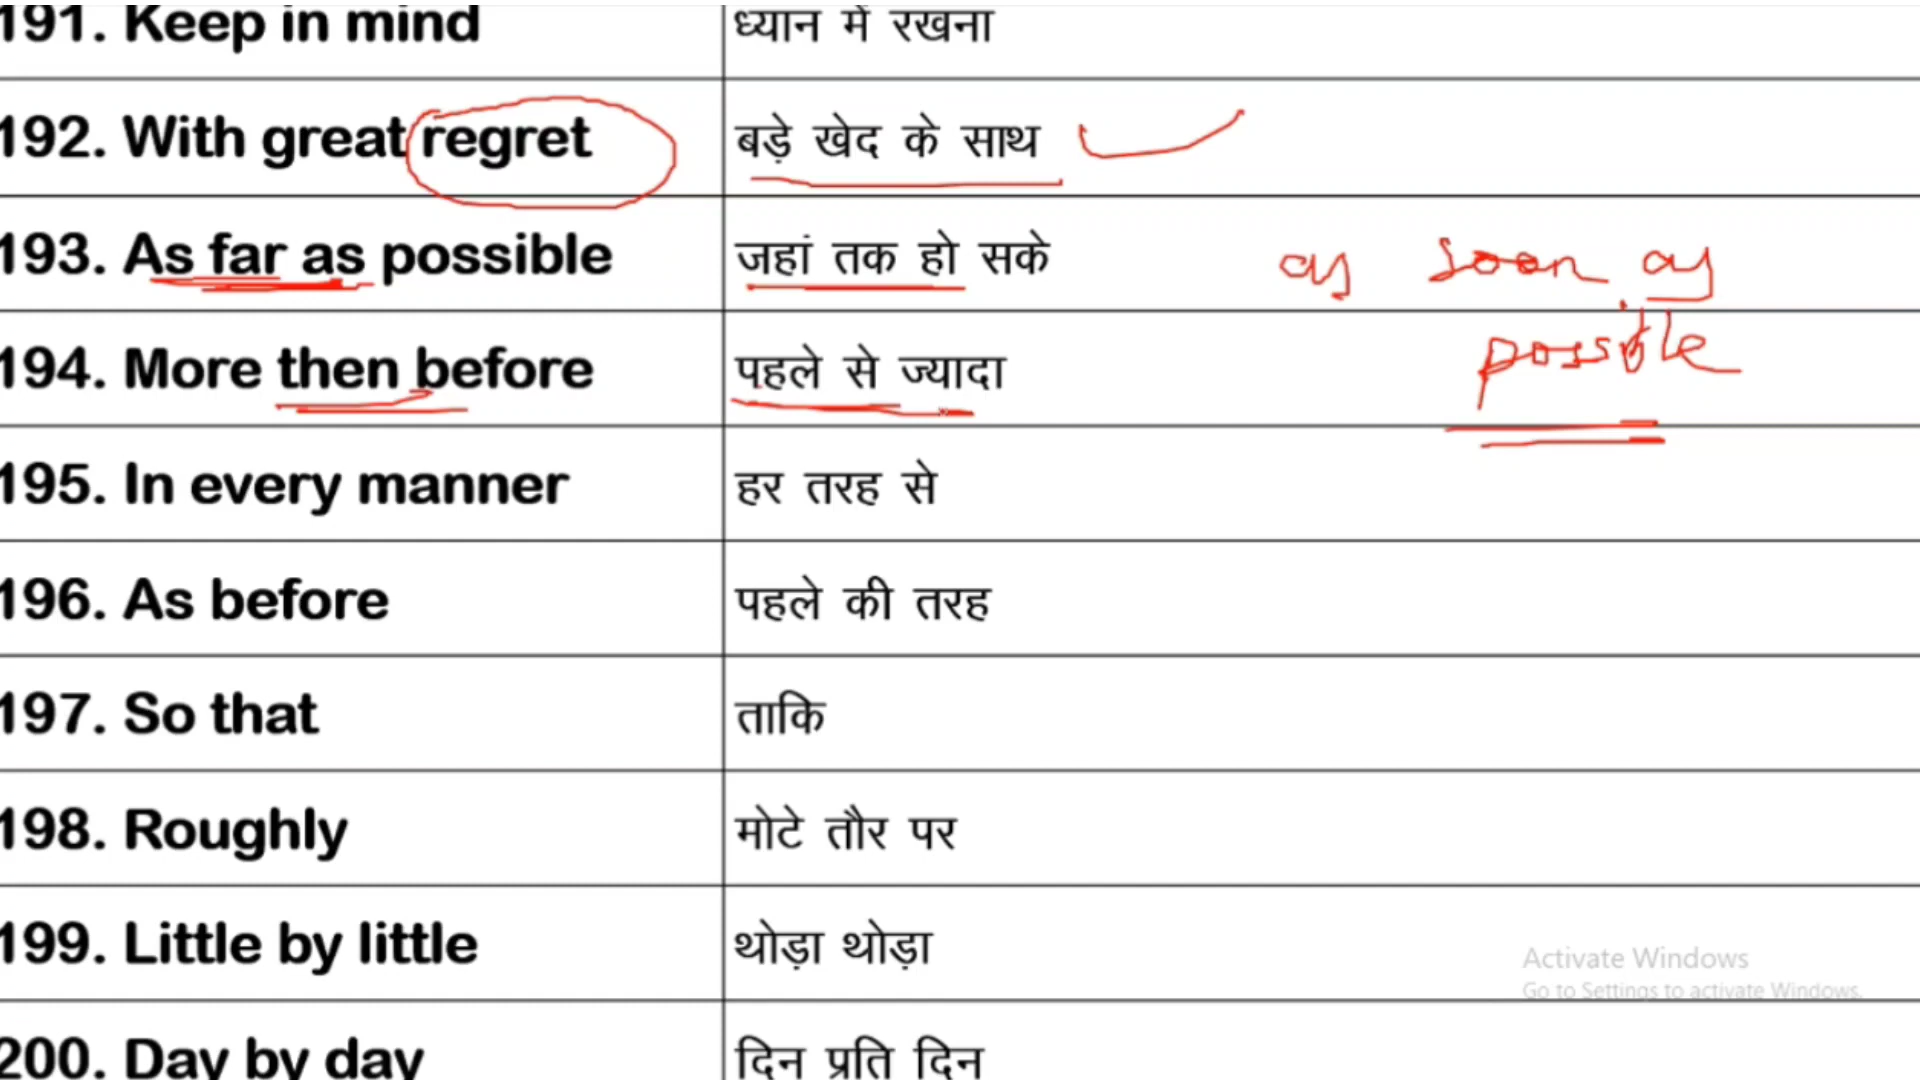 191. Keep in mind ध्यान में रखना
192. With great regret बड़े खेद के साथ
193. As far as possible जहां तक हो सके as soon as
possible
194. More then before पहले से ज्यादा
195. In every manner हर तरह से
196. As before पहले की तरह
197. So that ताकि
198. Roughly मोटे तौर पर
199. Little by little थोड़ा थोड़ा
Activate Windows
Go to Settings to activate Windows.
200. Day by day दिन प्रति दिन